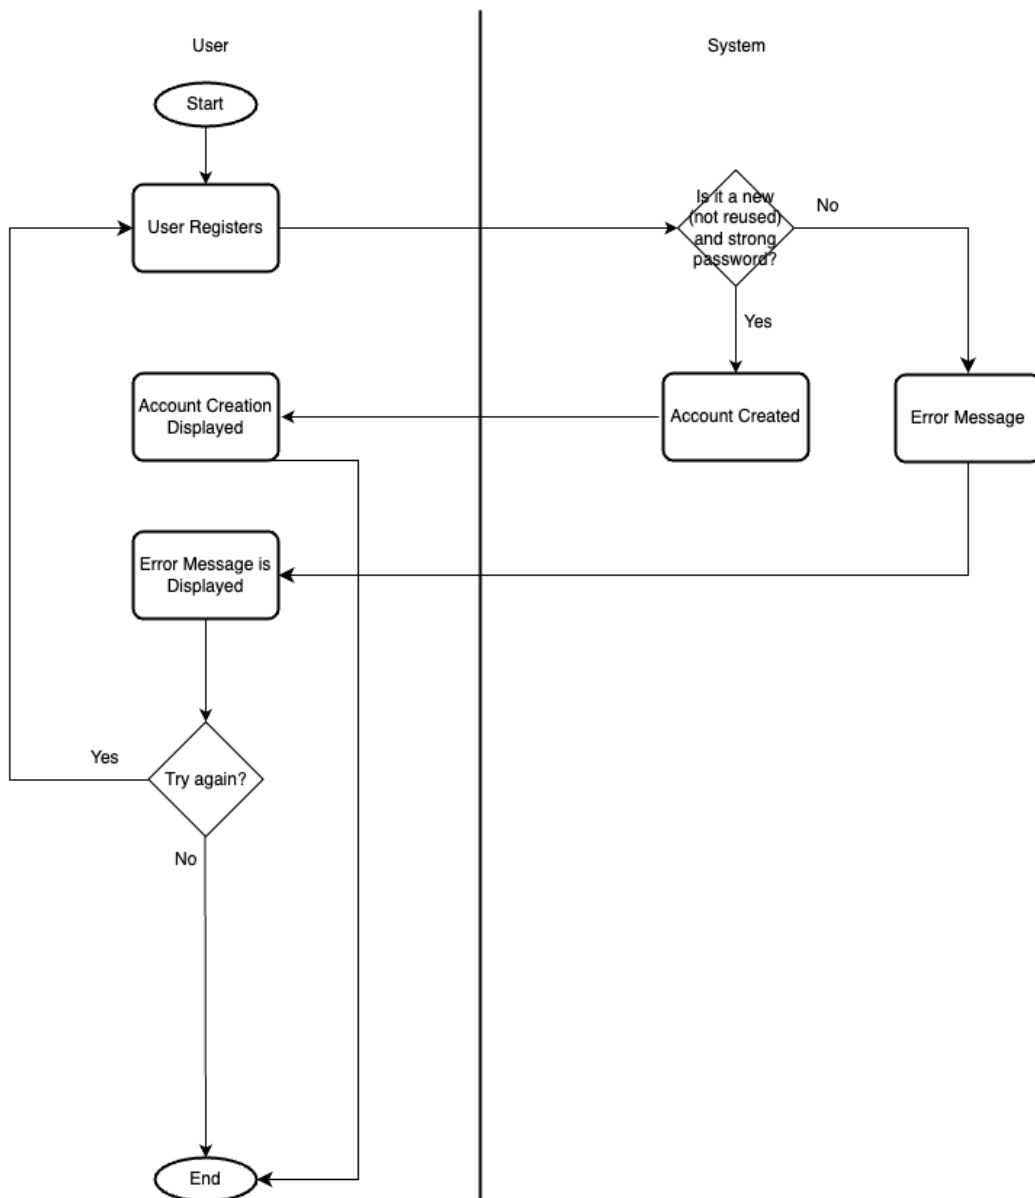 User
System
Start
User Registers
Is it a new
(not reused)
and strong
password?
No
Yes
Account Creation
Displayed
Account Created
Error Message
Error Message is
Displayed
Yes
Try again?
No
End